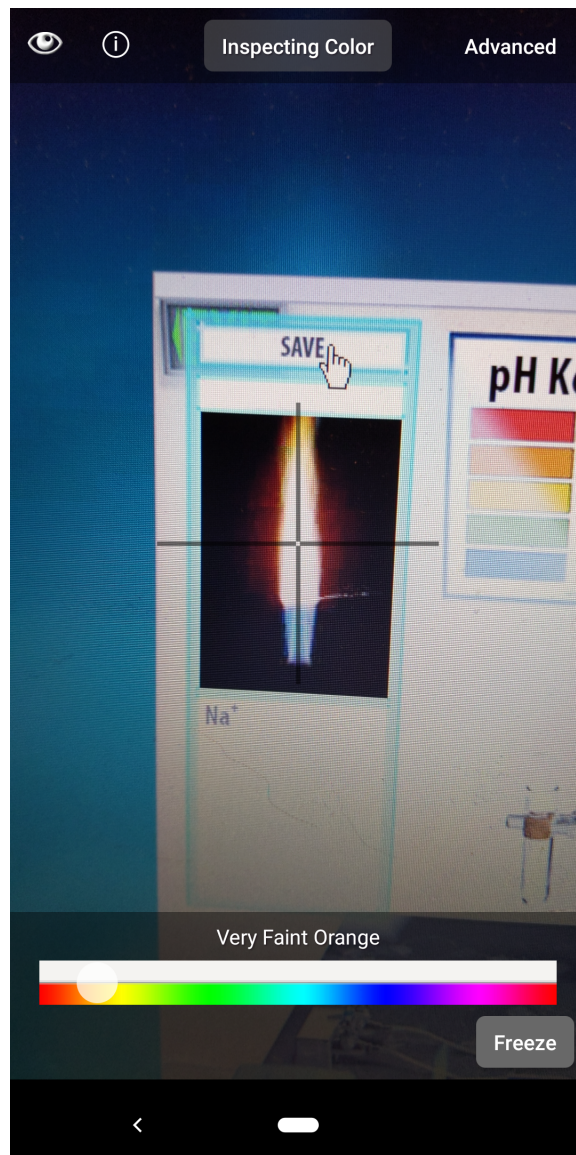 Inspecting Color
Advanced
SAVE
pH K
Na⁺
Very Faint Orange
Freeze